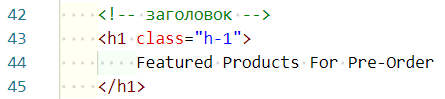 42 <!-- заголовок -->
43 <h1 class="h-1">
44 Featured Products For Pre-Order
45 </h1>